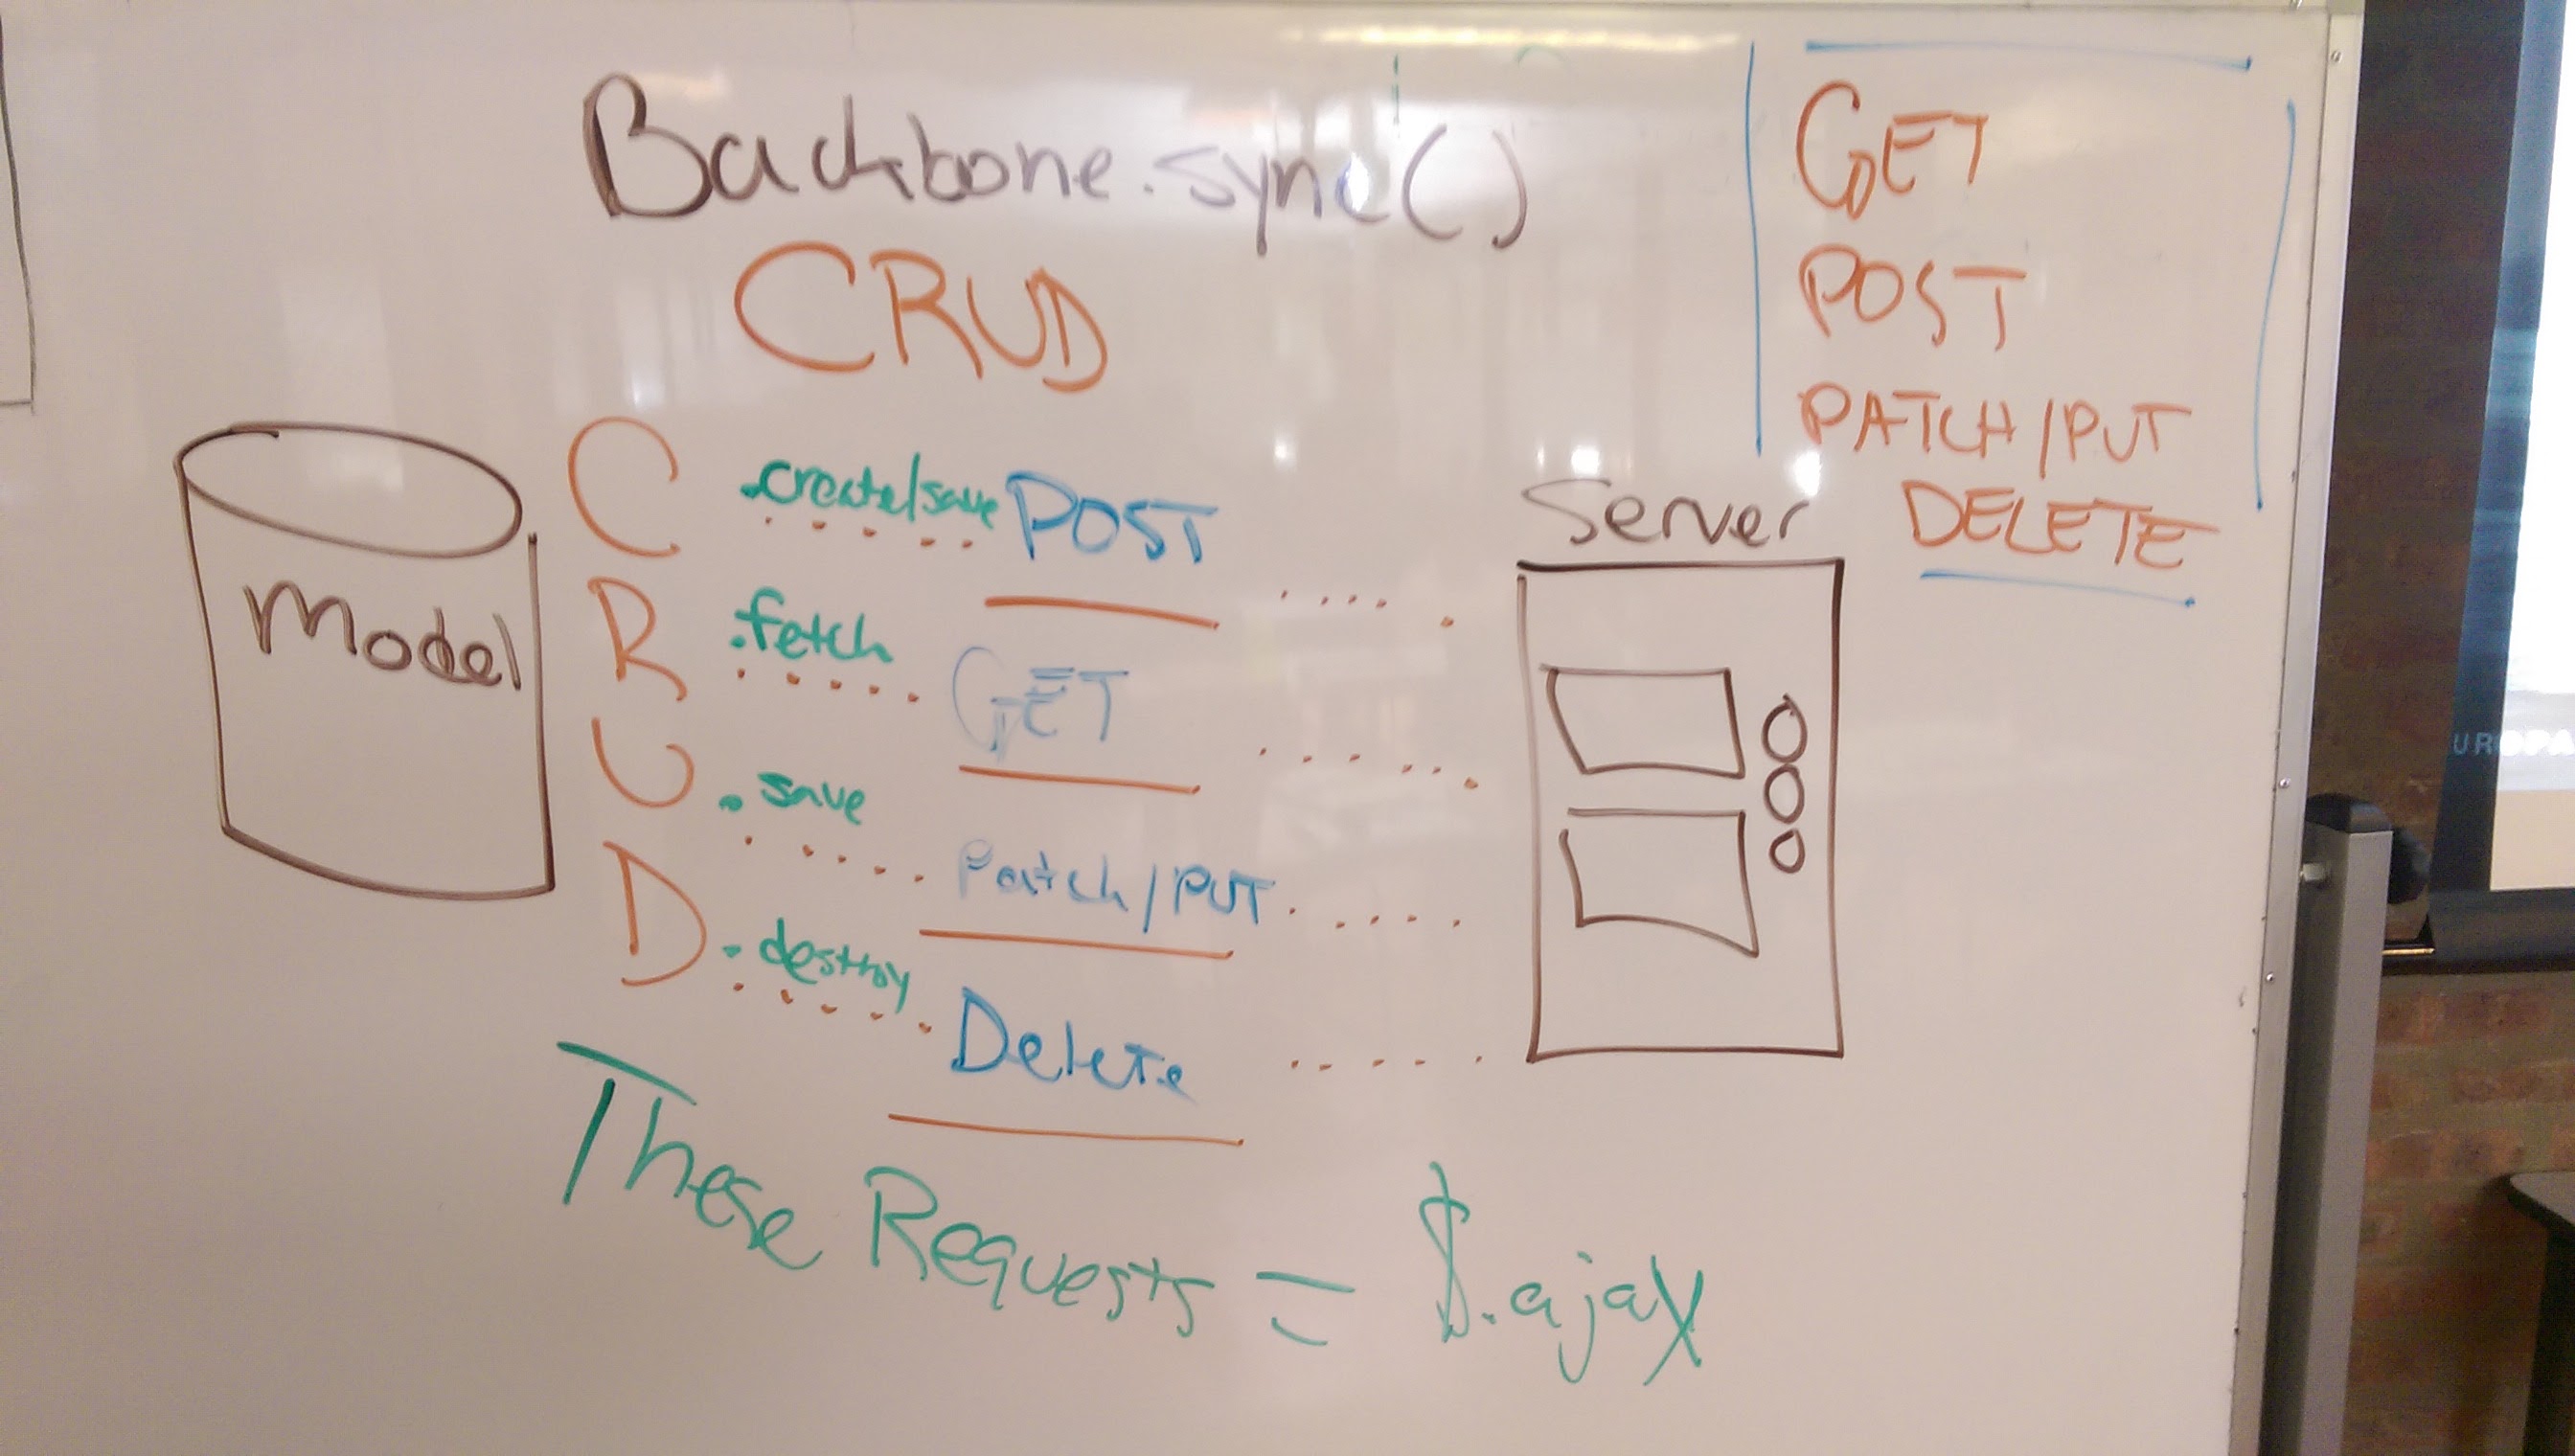 Backbone.sync()
CRUD
GET
POST
PATCH/PUT
DELETE
Model
Server
C .create/save POST
R .fetch GET
U .save Patch/PUT
D .destroy Delete
These Requests = $.ajax